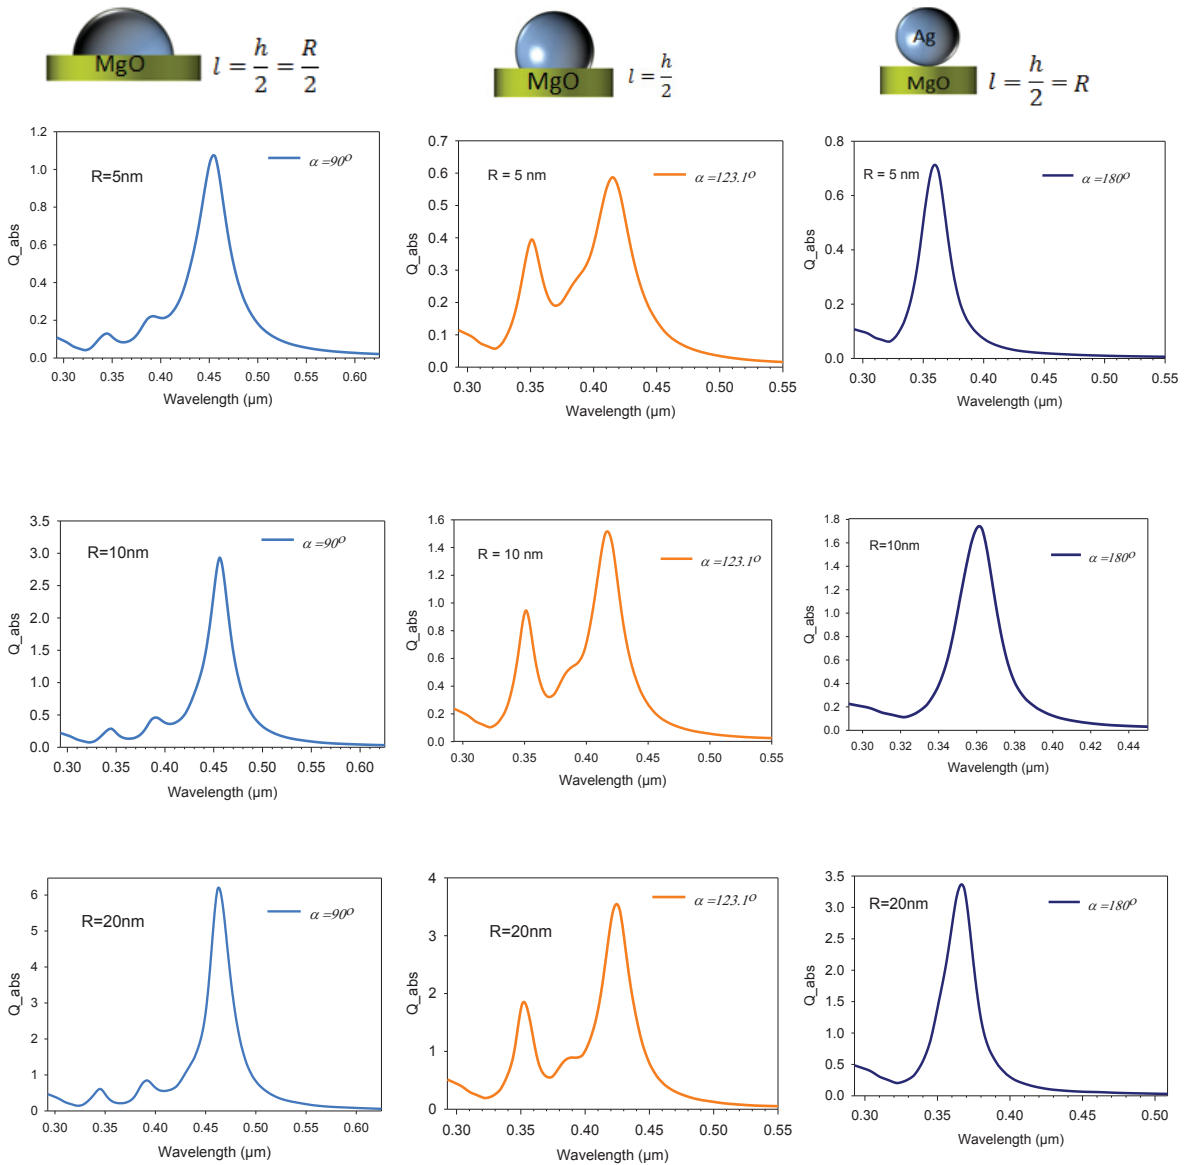 MgO
l = h/2 = R/2
MgO
l = h/2
Ag
MgO
l = h/2 = R
1.2
1.0
0.8
0.6
0.4
0.2
0.0
Q_abs
R=5nm
α =90º
0.30 0.35 0.40 0.45 0.50 0.55 0.60
Wavelength (µm)
0.7
0.6
0.5
0.4
0.3
0.2
0.1
0.0
Q_abs
R = 5 nm
α =123.1º
0.30 0.35 0.40 0.45 0.50 0.55
Wavelength (µm)
0.8
0.6
0.4
0.2
0.0
Q_abs
R = 5 nm
α =180º
0.30 0.35 0.40 0.45 0.50 0.55
Wavelength (µm)
3.5
3.0
2.5
2.0
1.5
1.0
0.5
0.0
Q_abs
R=10nm
α =90º
0.30 0.35 0.40 0.45 0.50 0.55 0.60
Wavelength (µm)
1.6
1.4
1.2
1.0
0.8
0.6
0.4
0.2
0.0
Q_abs
R = 10 nm
α =123.1º
0.30 0.35 0.40 0.45 0.50 0.55
Wavelength (µm)
1.8
1.6
1.4
1.2
1.0
0.8
0.6
0.4
0.2
0.0
Q_abs
R=10nm
α =180º
0.30 0.32 0.34 0.36 0.38 0.40 0.42 0.44
Wavelength (µm)
6
5
4
3
2
1
0
Q_abs
R=20nm
α =90º
0.30 0.35 0.40 0.45 0.50 0.55 0.60
Wavelength (µm)
4
3
2
1
0
Q_abs
R=20nm
α =123.1º
0.30 0.35 0.40 0.45 0.50 0.55
Wavelength (µm)
3.5
3.0
2.5
2.0
1.5
1.0
0.5
0.0
Q_abs
R=20nm
α =180º
0.30 0.35 0.40 0.45 0.50
Wavelength (µm)